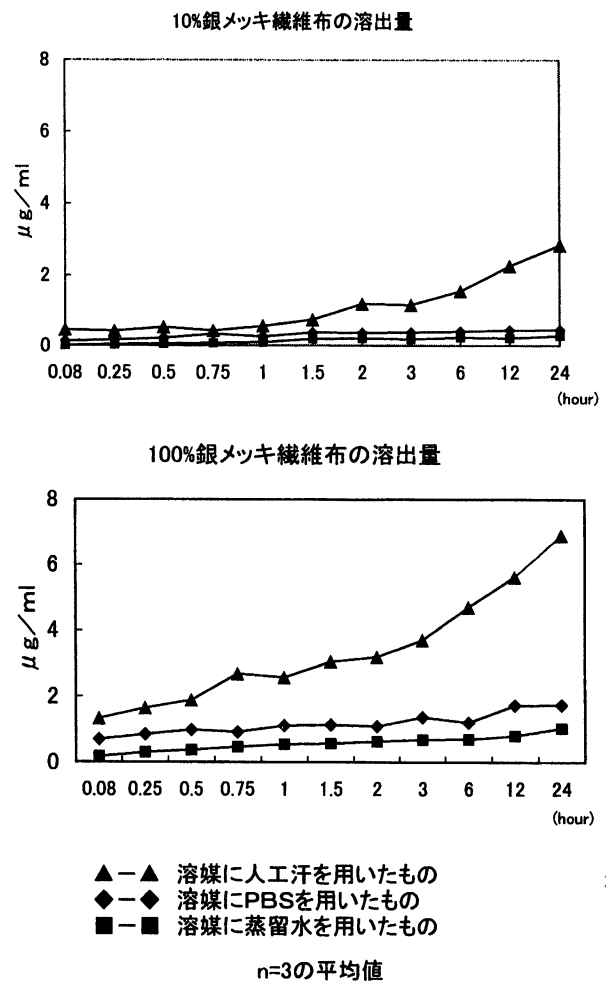 10%銀メッキ繊維布の溶出量
8
6
4
2
0
μg/ml
0.08 0.25 0.5 0.75 1 1.5 2 3 6 12 24
(hour)
100%銀メッキ繊維布の溶出量
8
6
4
2
0
μg/ml
0.08 0.25 0.5 0.75 1 1.5 2 3 6 12 24
(hour)
▲-▲ 溶媒に人工汗を用いたもの
◆-◆ 溶媒にPBSを用いたもの
■-■ 溶媒に蒸留水を用いたもの
n=3の平均値